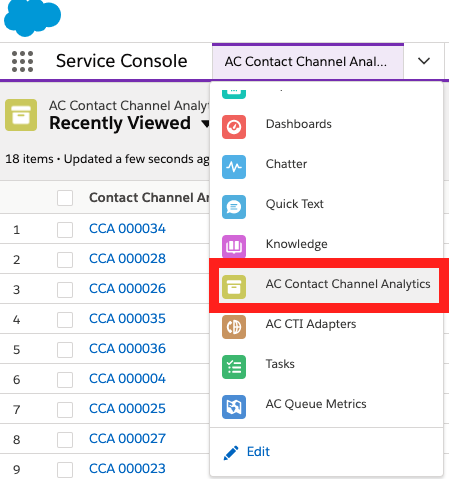 Service Console
AC Contact Channel Anal...
AC Contact Channel Analyt
Recently Viewed
18 items • Updated a few seconds ag
Contact Channel An
1 CCA 000034
2 CCA 000028
3 CCA 000026
4 CCA 000035
5 CCA 000036
6 CCA 000004
7 CCA 000025
8 CCA 000027
9 CCA 000023
Dashboards
Chatter
Quick Text
Knowledge
AC Contact Channel Analytics
AC CTI Adapters
Tasks
AC Queue Metrics
Edit